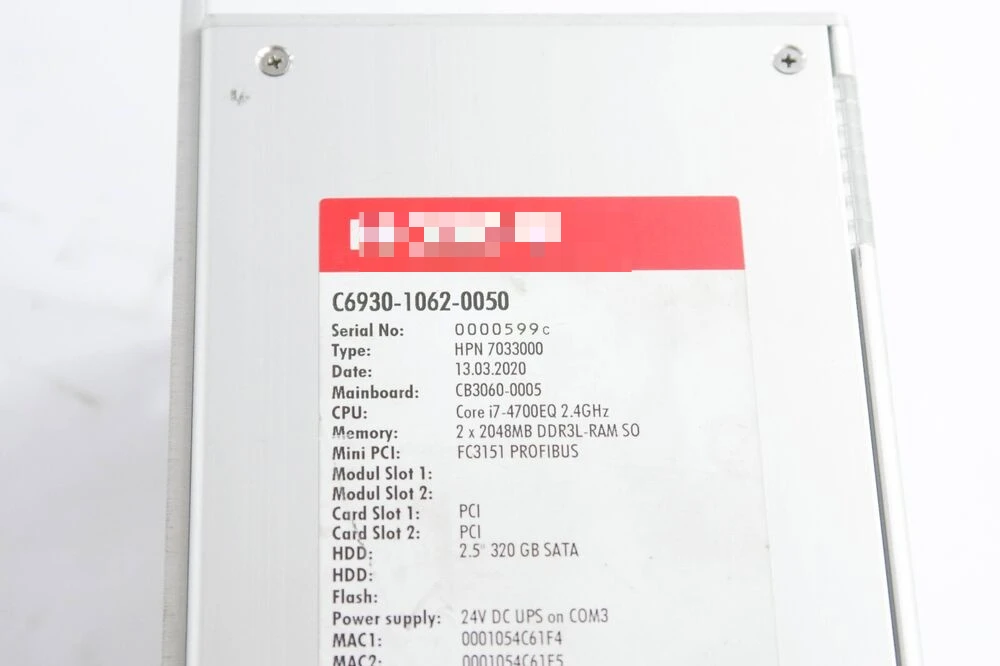 C6930-1062-0050
Serial No: 0000599c
Type: HPN 7033000
Date: 13.03.2020
Mainboard: CB3060-0005
CPU: Core i7-4700EQ 2.4GHz
Memory: 2 x 2048MB DDR3L-RAM SO
Mini PCI: FC3151 PROFIBUS
Modul Slot 1:
Modul Slot 2:
Card Slot 1: PCI
Card Slot 2: PCI
HDD: 2.5" 320 GB SATA
HDD:
Flash:
Power supply: 24V DC UPS on COM3
MAC1: 0001054C61F4
MAC2: 0001054C61F5